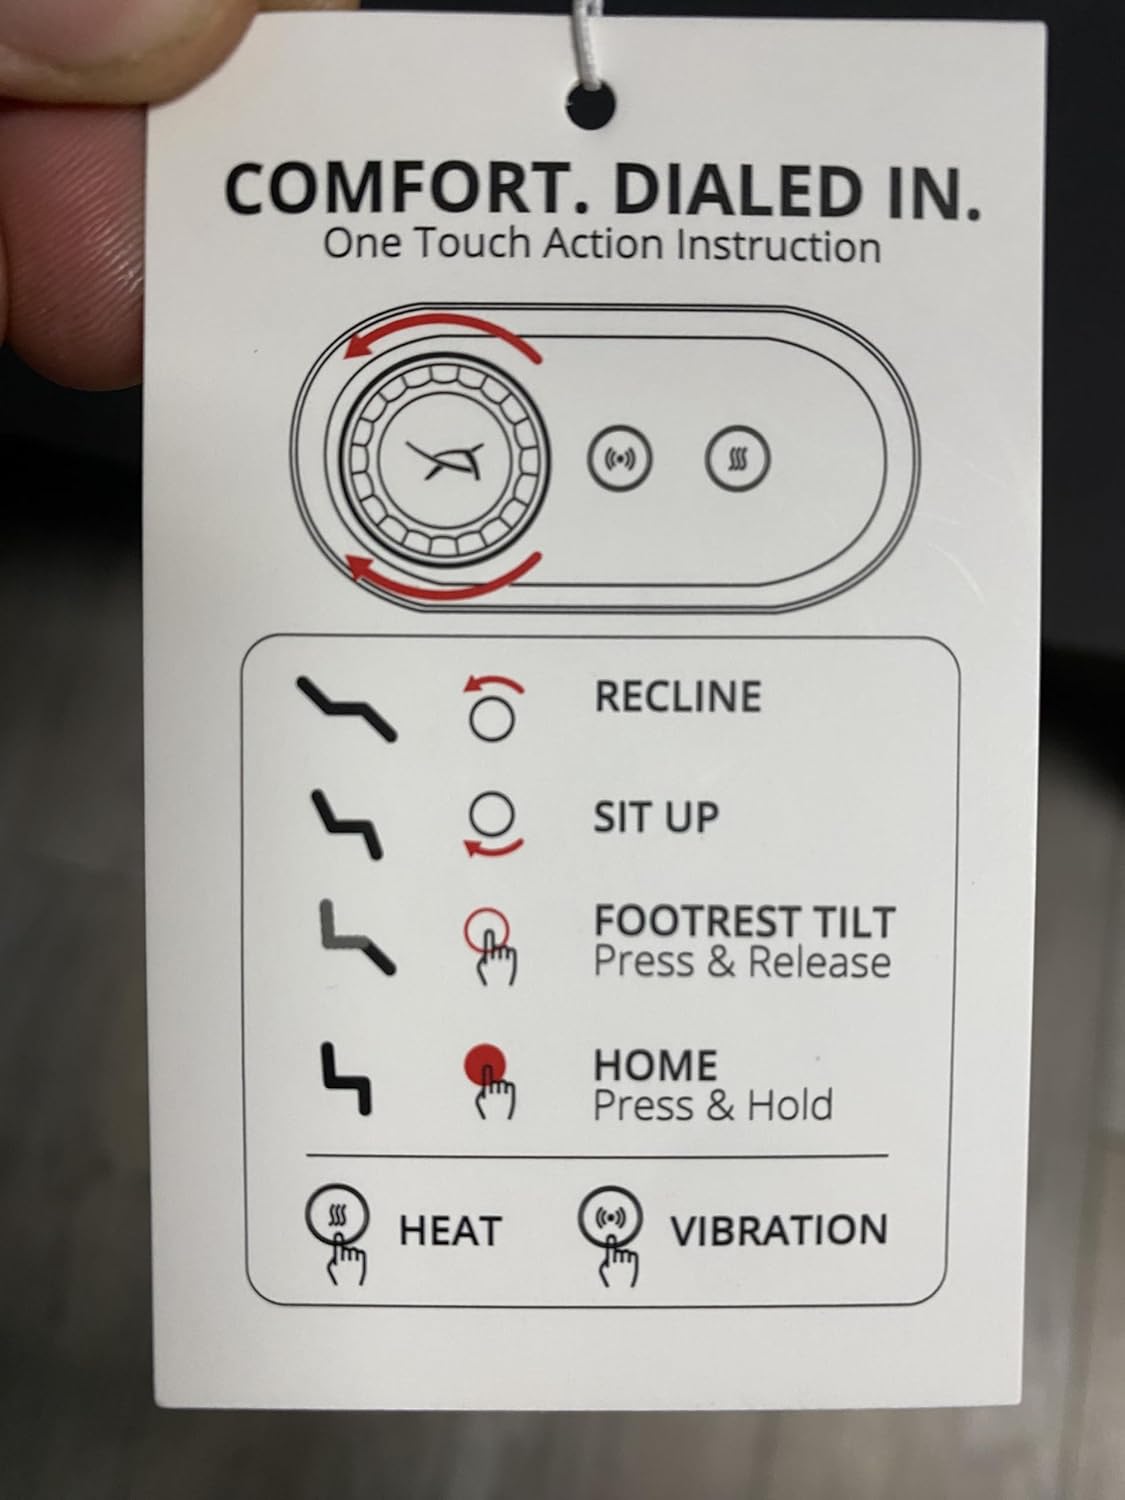 COMFORT. DIALED IN.
One Touch Action Instruction
RECLINE
SIT UP
FOOTREST TILT
Press & Release
HOME
Press & Hold
HEAT
VIBRATION